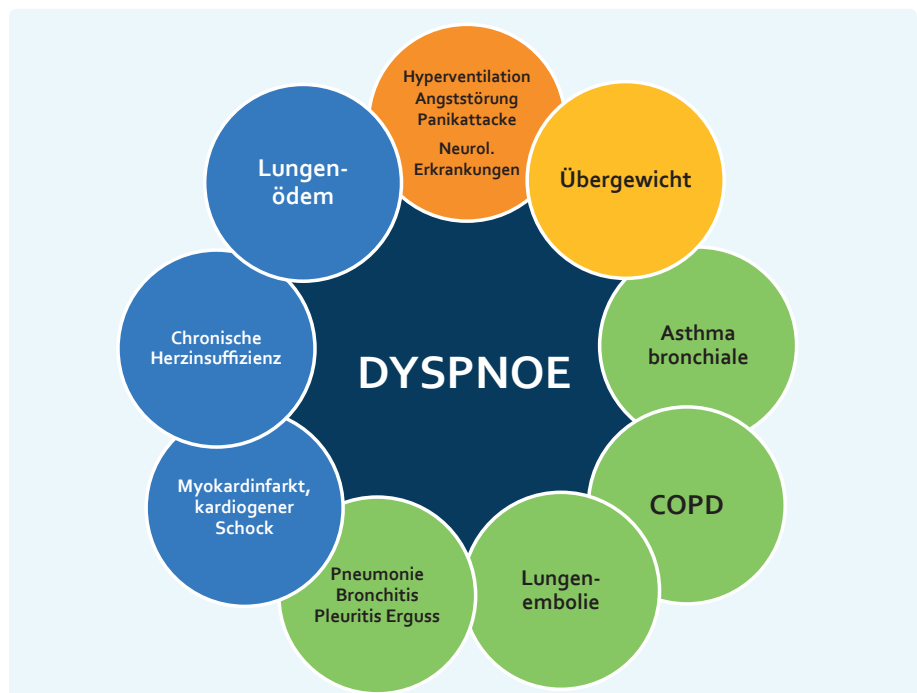 Hyperventilation
Angststörung
Panikattacke
Neurol.
Erkrankungen
Übergewicht
Asthma
bronchiale
COPD
Lungen-
embolie
Pneumonie
Bronchitis
Pleuritis Erguss
Myokardinfarkt,
kardiogener
Schock
Chronische
Herzinsuffizienz
Lungen-
ödem
DYSPNOE